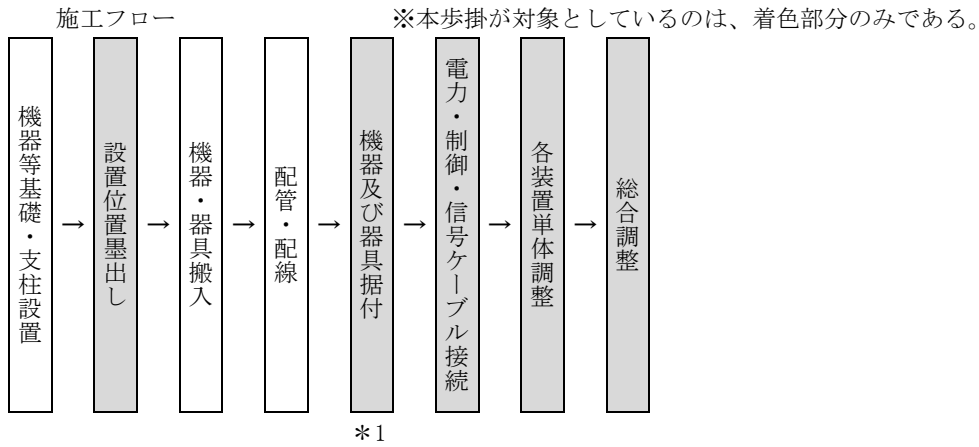 施工フロー
※本歩掛が対象としているのは、着色部分のみである。
機器等基礎・支柱設置
→
設置位置墨出し
→
機器・器具搬入
→
配管・配線
→
機器及び器具据付
→
電力・制御・信号ケーブル接続
→
各装置単体調整
→
総合調整
＊1